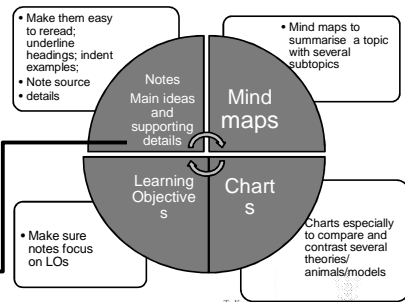 • Make them easy
to reread;
underline
headings; indent
examples;
• Note source
• details
• Mind maps to
summarise a topic
with several
subtopics
Notes
Main ideas
and
supporting
details
Mind
maps
Learning
Objective
s
Chart
s
• Make sure
notes focus
on LOs
Charts especially
to compare and
contrast several
theories/
animals/models